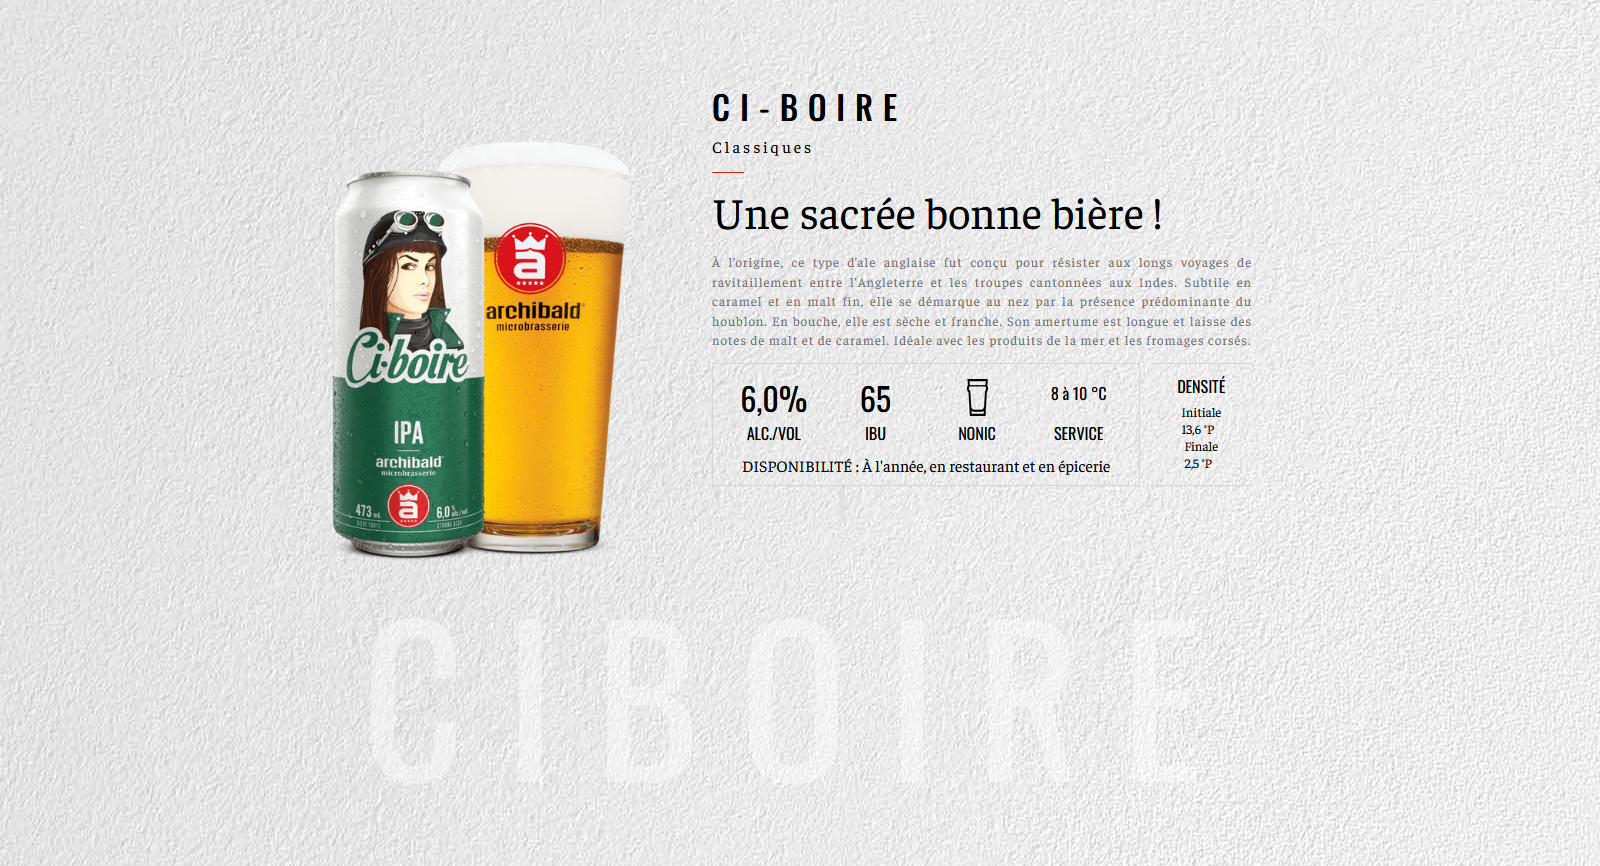 CI-BOIRE
Classiques
Une sacrée bonne bière !
À l'origine, ce type d'ale anglaise fut conçu pour résister aux longs voyages de
ravitaillement entre l'Angleterre et les troupes cantonnées aux Indes. Subtile en
caramel et en malt fin, elle se démarque au nez par la présence prédominante du
houblon. En bouche, elle est sèche et franche. Son amertume est longue et laisse des
notes de malt et de caramel. Idéale avec les produits de la mer et les fromages corsés.
6,0%
ALC./VOL
65
IBU
NONIC
8 à 10 °C
SERVICE
DISPONIBILITÉ : À l'année, en restaurant et en épicerie
DENSITÉ
Initiale
13,6 °P
Finale
2,5 °P
Ci-boire
IPA
archibald
microbrasserie
a
473 mL
BIÈRE FORTE
6,0 % alc./vol.
STRONG BEER
a
archibald
microbrasserie
CIBOIRE